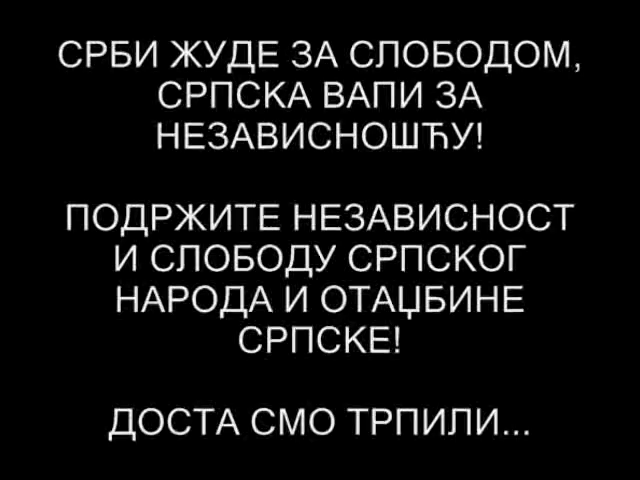 СРБИ ЖУДЕ ЗА СЛОБОДОМ,
СРПСКА ВАПИ ЗА
НЕЗАВИСНОШЋУ!
ПОДРЖИТЕ НЕЗАВИСНОСТ
И СЛОБОДУ СРПСКОГ
НАРОДА И ОТАЏБИНЕ
СРПСКЕ!
ДОСТА СМО ТРПИЛИ...